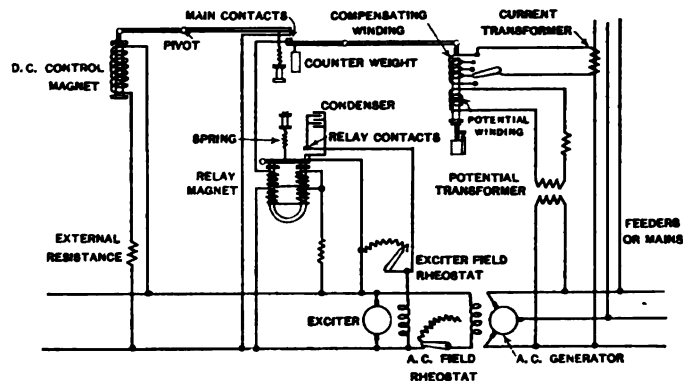 MAIN CONTACTS
COMPENSATING
WINDING
CURRENT
TRANSFORMER
PIVOT
D.C. CONTROL
MAGNET
COUNTER WEIGHT
CONDENSER
POTENTIAL
WINDING
SPRING
RELAY CONTACTS
RELAY
MAGNET
POTENTIAL
TRANSFORMER
FEEDERS
OR MAINS
EXTERNAL
RESISTANCE
EXCITER FIELD
RHEOSTAT
EXCITER
A.C. FIELD
RHEOSTAT
A.C. GENERATOR